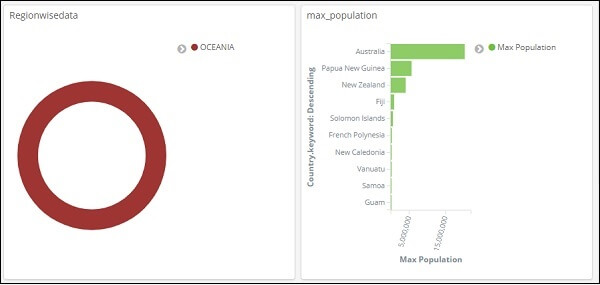 Regionwisedata
OCEANIA
max_population
Max Population
Country.keyword: Descending
Australia
Papua New Guinea
New Zealand
Fiji
Solomon Islands
French Polynesia
New Caledonia
Vanuatu
Samoa
Guam
5,000,000
15,000,000
Max Population